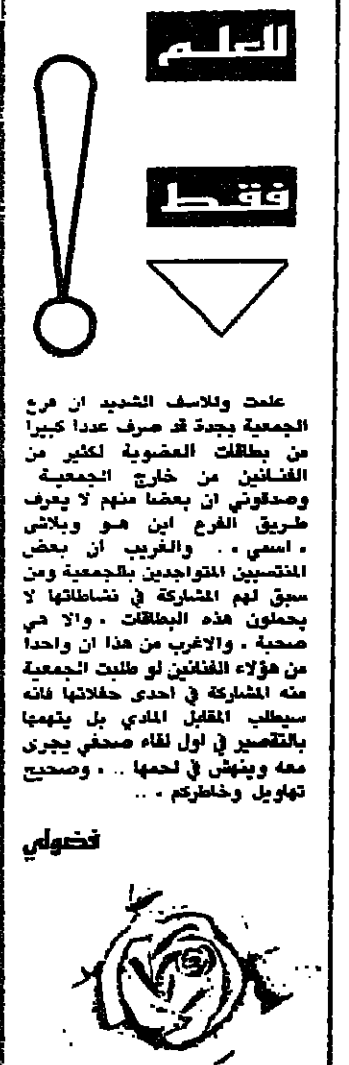 للعلم
فقط
علمت وللاسف الشديد ان فرع
الجمعية بجدة قد صرف عددا كبيرا
من بطاقات العضوية لكثير من
الفنانين من خارج الجمعية
وصدقوني ان بعضا منهم لا يعرف
طريق الفرع اين هو وبلاش
« اسمي » . والغريب ان بعض
المنتسبين المتواجدين بالجمعية ومن
سبق لهم المشاركة في نشاطاتها لا
يحملون هذه البطاقات . والا هي
صحبة . والاغرب من هذا ان واحدا
من هؤلاء الفنانين لو طلبت الجمعية
منه المشاركة في احدى حفلاتها فانه
سيطلب المقابل المادي بل يتهمها
بالتقصير في اول لقاء صحفي يجرى
معه وينهش في لحمها .. « وصحيح
تهاويل وخاطركم » ..
فضولي